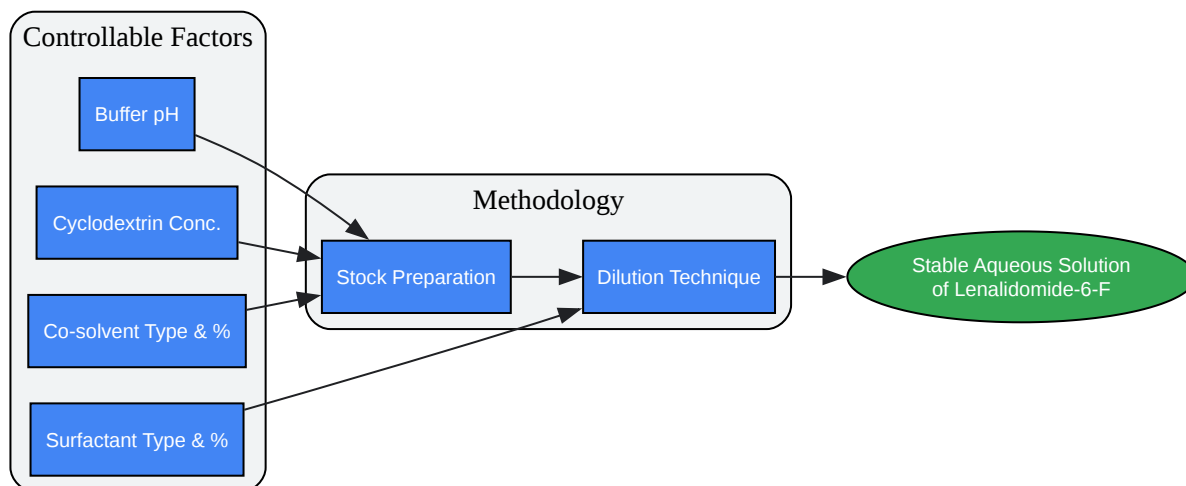 Controllable Factors
Buffer pH
Cyclodextrin Conc.
Co-solvent Type & %
Surfactant Type & %
Methodology
Stock Preparation
Dilution Technique
Stable Aqueous Solution
of Lenalidomide-6-F